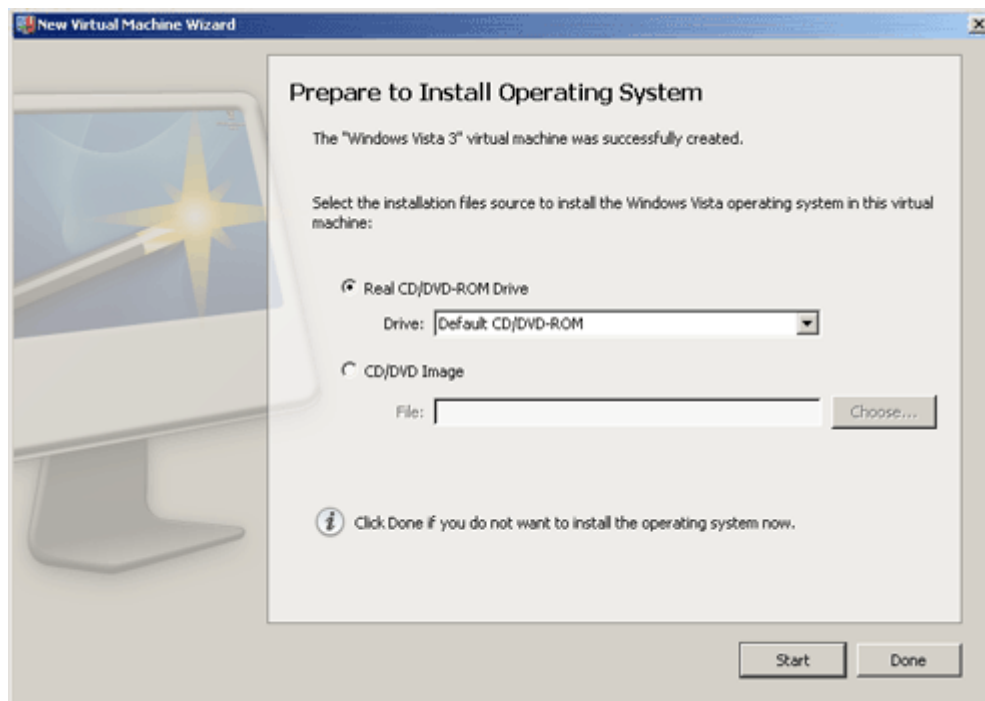 New Virtual Machine Wizard
Prepare to Install Operating System
The "Windows Vista 3" virtual machine was successfully created.
Select the installation files source to install the Windows Vista operating system in this virtual
machine:
Real CD/DVD-ROM Drive
Drive: Default CD/DVD-ROM
CD/DVD Image
File: Choose...
Click Done if you do not want to install the operating system now.
Start Done